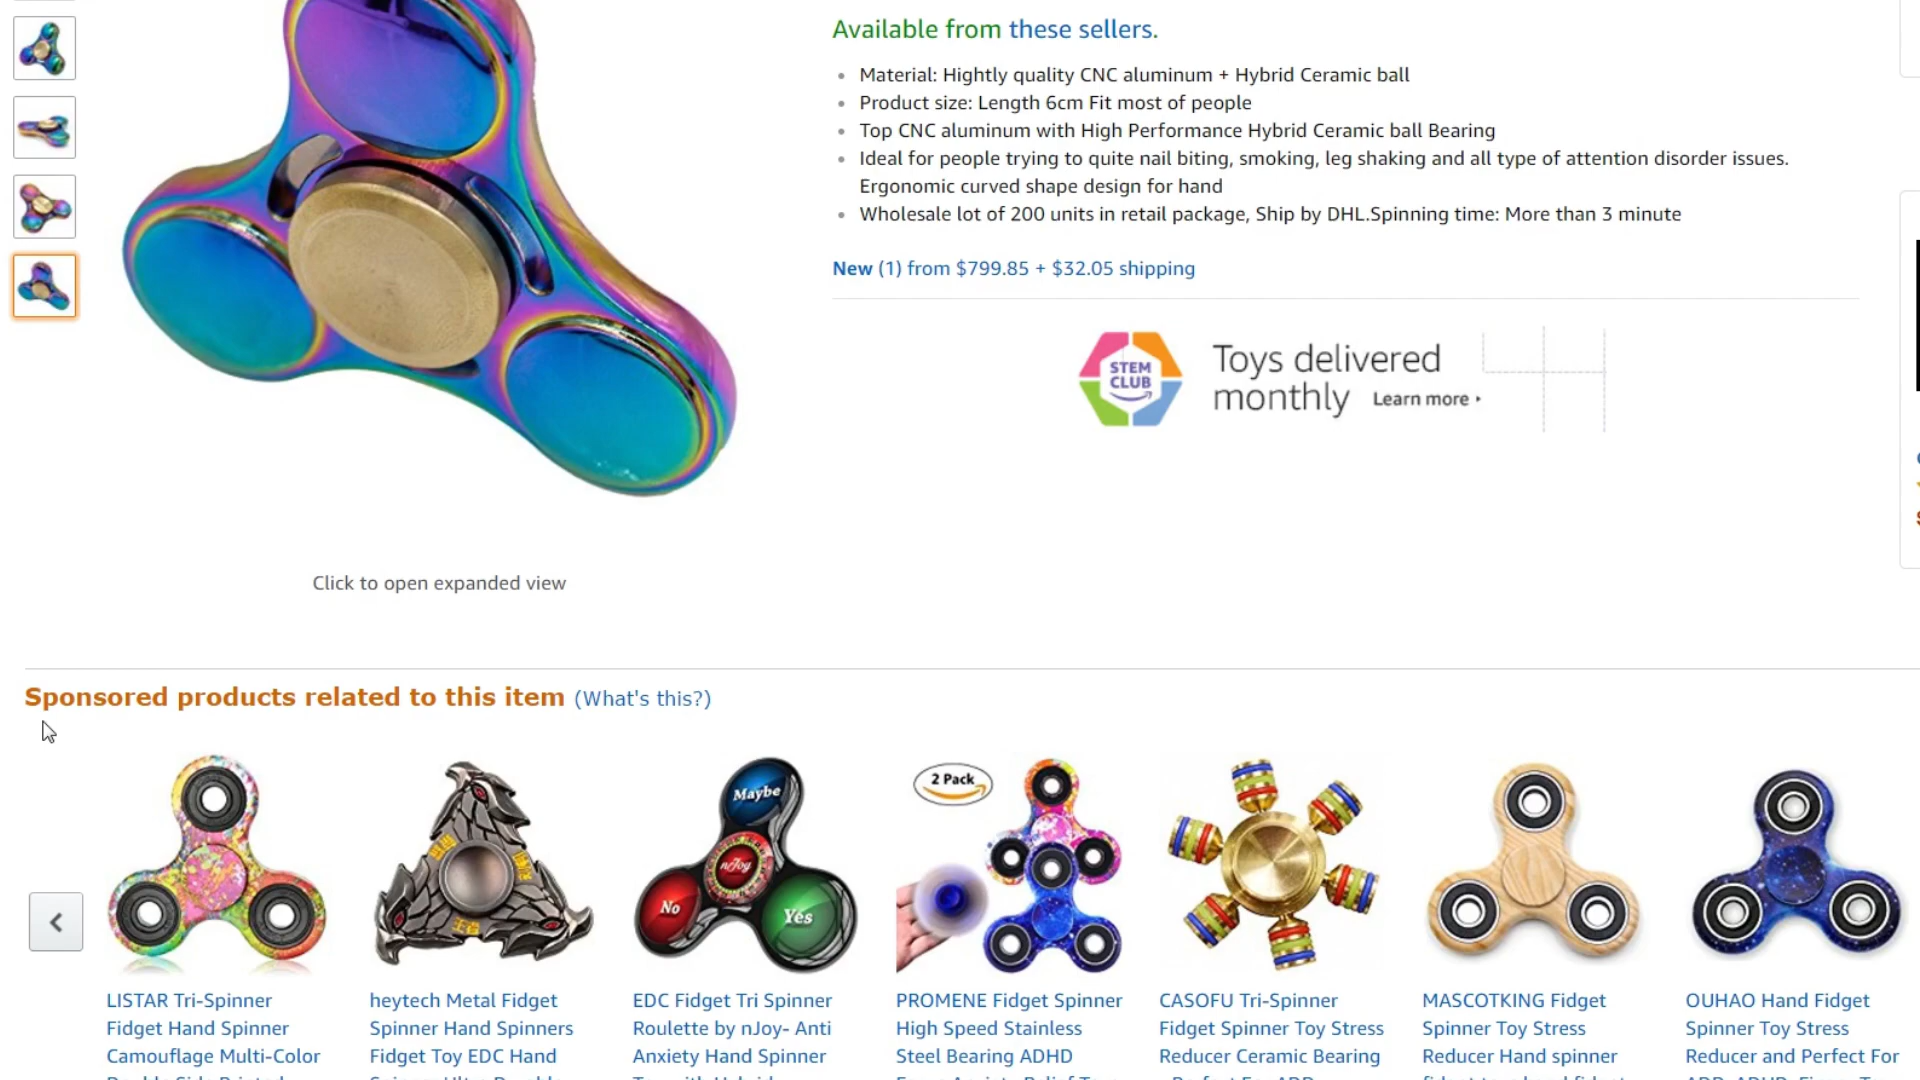 Available from these sellers.
Material: Hightly quality CNC aluminum + Hybrid Ceramic ball
Product size: Length 6cm Fit most of people
Top CNC aluminum with High Performance Hybrid Ceramic ball Bearing
Ideal for people trying to quite nail biting, smoking, leg shaking and all type of attention disorder issues.
Ergonomic curved shape design for hand
Wholesale lot of 200 units in retail package, Ship by DHL.Spinning time: More than 3 minute
New (1) from $799.85 + $32.05 shipping
STEM
CLUB
Toys delivered
monthly Learn more
Click to open expanded view
Sponsored products related to this item (What's this?)
Maybe
nJoy
No
Yes
2 Pack
LISTAR Tri-Spinner
Fidget Hand Spinner
Camouflage Multi-Color
heytech Metal Fidget
Spinner Hand Spinners
Fidget Toy EDC Hand
EDC Fidget Tri Spinner
Roulette by nJoy- Anti
Anxiety Hand Spinner
PROMENE Fidget Spinner
High Speed Stainless
Steel Bearing ADHD
CASOFU Tri-Spinner
Fidget Spinner Toy Stress
Reducer Ceramic Bearing
MASCOTKING Fidget
Spinner Toy Stress
Reducer Hand spinner
OUHAO Hand Fidget
Spinner Toy Stress
Reducer and Perfect For